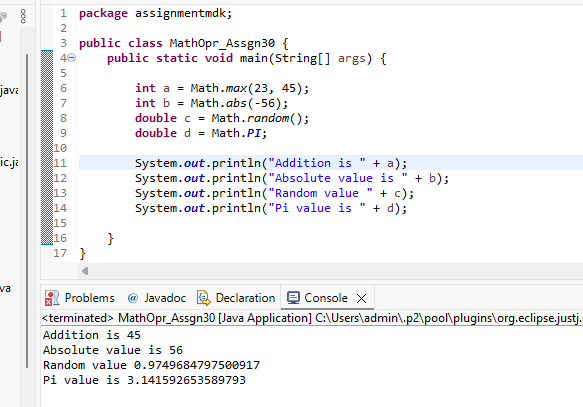 1 package assignmentmdk;
2
3 public class MathOpr_Assgn30 {
4 public static void main(String[] args) {
5
6 int a = Math.max(23, 45);
7 int b = Math.abs(-56);
8 double c = Math.random();
9 double d = Math.PI;
10
11 System.out.println("Addition is " + a);
12 System.out.println("Absolute value is " + b);
13 System.out.println("Random value " + c);
14 System.out.println("Pi value is " + d);
15
16 }
17 }
java
ic.ja
va
Problems @ Javadoc Declaration Console
<terminated> MathOpr_Assgn30 [Java Application] C:\Users\admin\.p2\pool\plugins\org.eclipse.justj.
Addition is 45
Absolute value is 56
Random value 0.9749684797500917
Pi value is 3.141592653589793